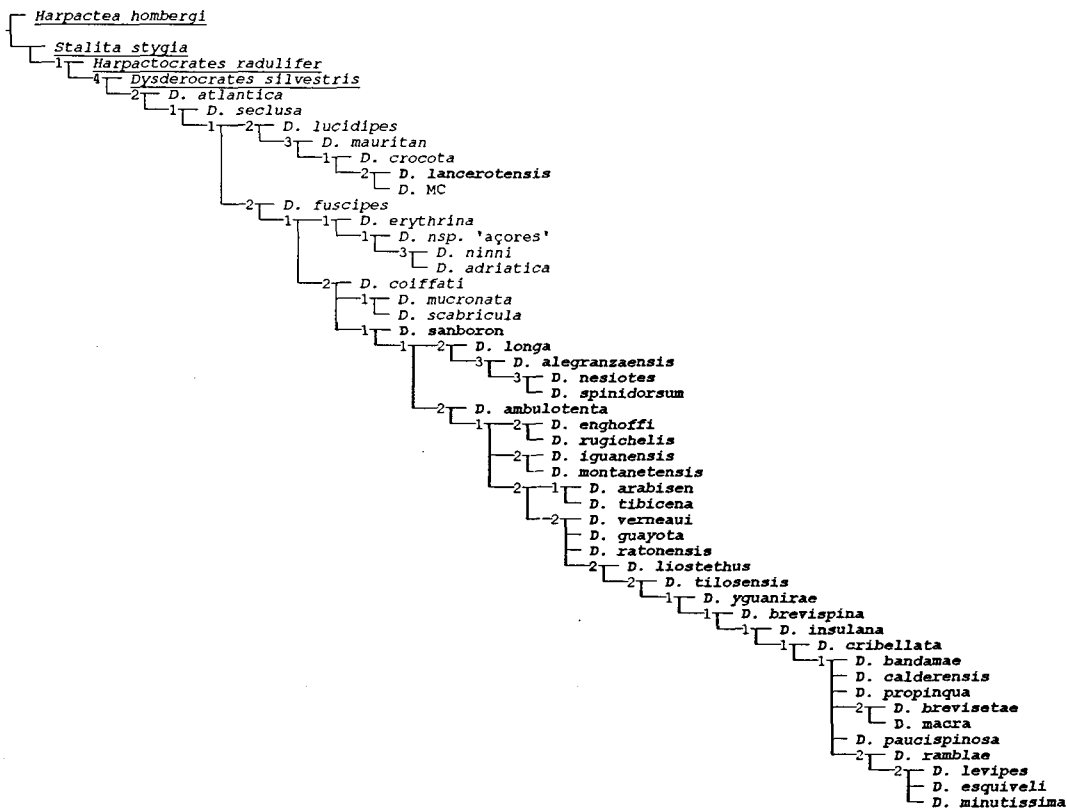 Harpactea hombergi
Stalita stygia
1 Harpactocrates radulifer
4 Dysderocrates silvestris
2 D. atlantica
1 D. seclusa
1 2 D. lucidipes
3 D. mauritan
1 D. crocota
2 D. lancerotensis
D. MC
2 D. fuscipes
1 1 D. erythrina
1 D. nsp. 'açores'
3 D. ninni
D. adriatica
2 D. coiffati
1 D. mucronata
D. scabricula
1 D. sanboron
1 2 D. longa
3 D. alegranzaensis
3 D. nesiotes
D. spinidorsum
2 D. ambulotenta
1 2 D. enghoffi
D. rugichelis
2 D. iguanensis
D. montanetensis
2 1 D. arabisen
D. tibicena
2 D. verneaui
D. guayota
D. ratonensis
2 D. liostethus
2 D. tilosensis
1 D. yguanirae
1 D. brevispina
1 D. insulana
1 D. cribellata
1 D. bandamae
D. calderensis
D. propinqua
2 D. brevisetae
D. macra
D. paucispinosa
2 D. ramblae
2 D. levipes
D. esquiveli
D. minutissima